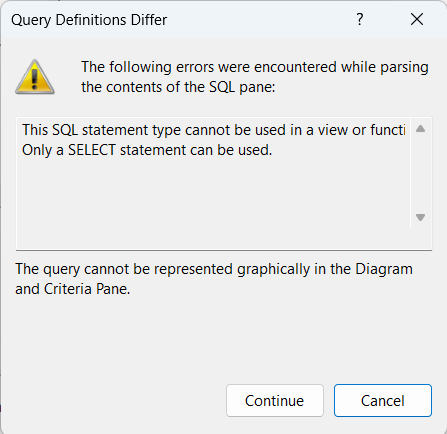 Query Definitions Differ
?
The following errors were encountered while parsing
the contents of the SQL pane:
This SQL statement type cannot be used in a view or functi
Only a SELECT statement can be used.
The query cannot be represented graphically in the Diagram
and Criteria Pane.
Continue Cancel